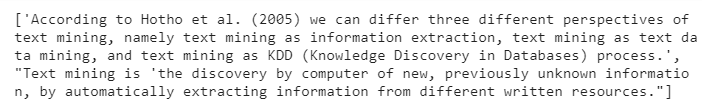 ['According to Hotho et al. (2005) we can differ three different perspectives of
text mining, namely text mining as information extraction, text mining as text da
ta mining, and text mining as KDD (Knowledge Discovery in Databases) process.',
"Text mining is 'the discovery by computer of new, previously unknown informatio
n, by automatically extracting information from different written resources."]